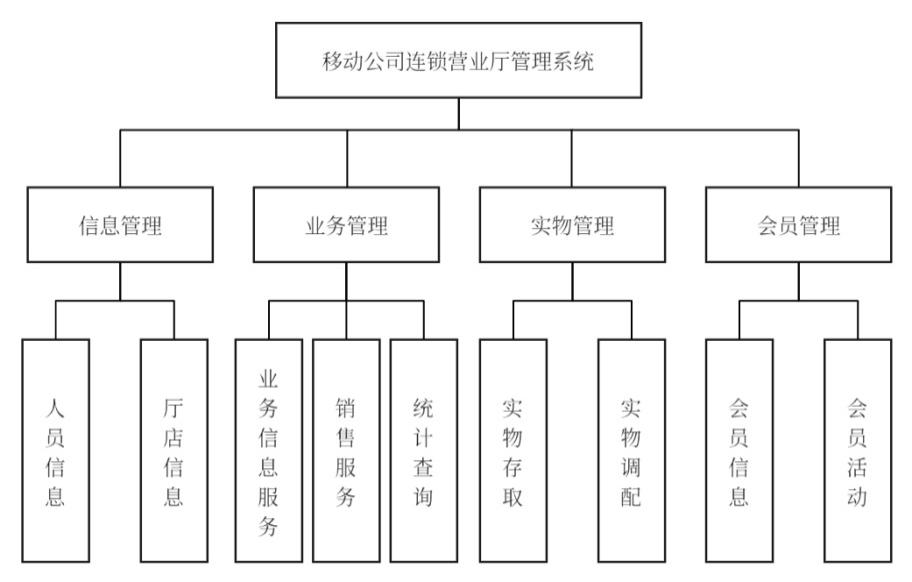 移动公司连锁营业厅管理系统
信息管理
业务管理
实物管理
会员管理
人员信息
厅店信息
业务信息服务
销售服务
统计查询
实物存取
实物调配
会员信息
会员活动